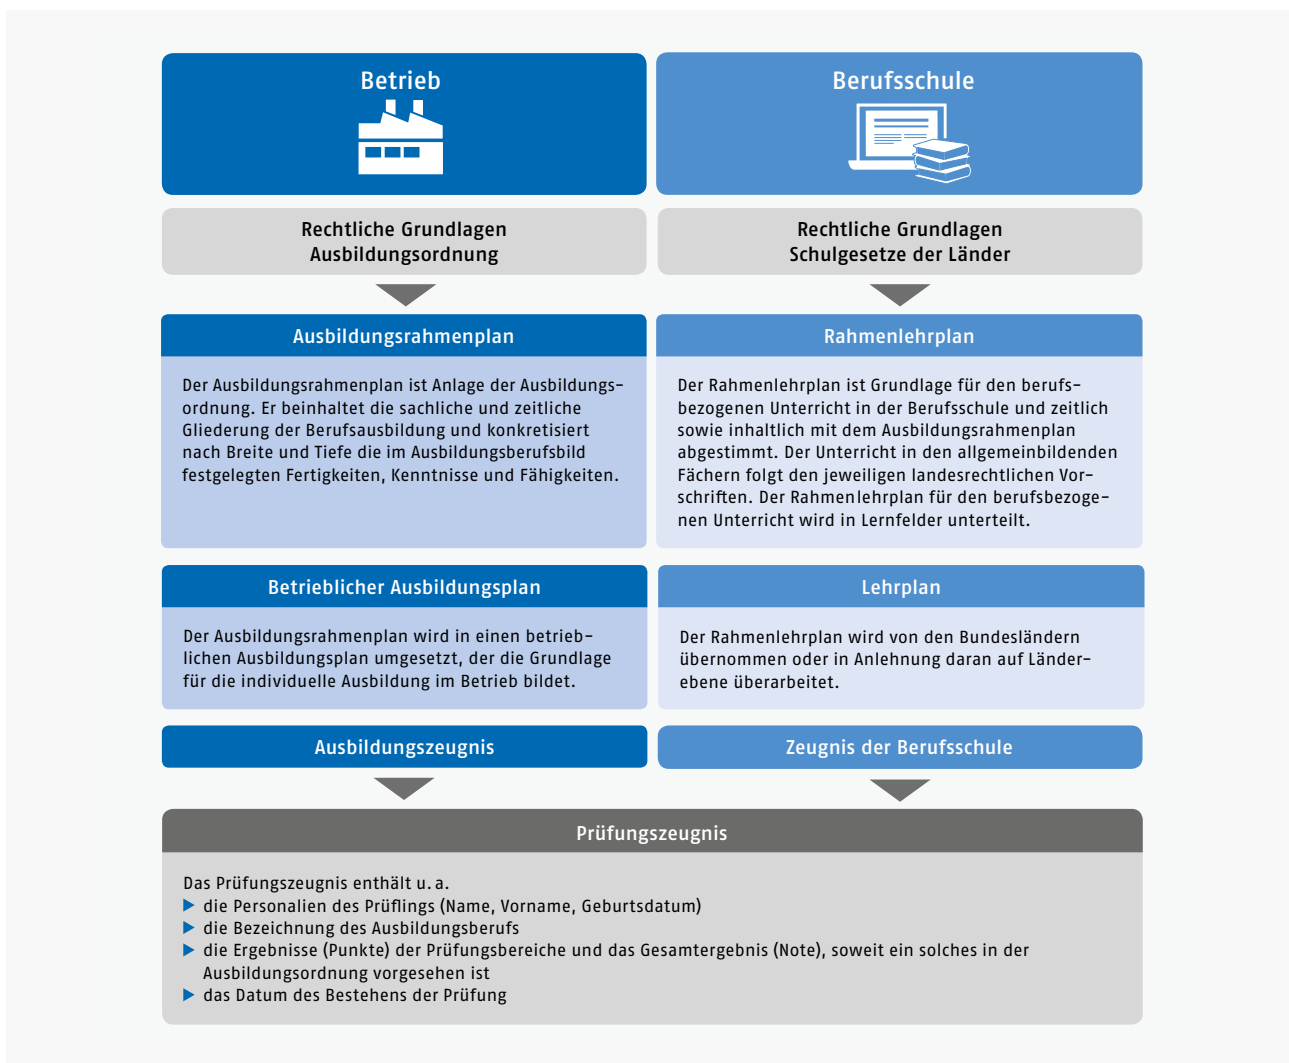 Betrieb
Berufsschule
Rechtliche Grundlagen
Ausbildungsordnung
Rechtliche Grundlagen
Schulgesetze der Länder
Ausbildungsrahmenplan
Der Ausbildungsrahmenplan ist Anlage der Ausbildungs-
ordnung. Er beinhaltet die sachliche und zeitliche
Gliederung der Berufsausbildung und konkretisiert
nach Breite und Tiefe die im Ausbildungsberufsbild
festgelegten Fertigkeiten, Kenntnisse und Fähigkeiten.
Rahmenlehrplan
Der Rahmenlehrplan ist Grundlage für den berufs-
bezogenen Unterricht in der Berufsschule und zeitlich
sowie inhaltlich mit dem Ausbildungsrahmenplan
abgestimmt. Der Unterricht in den allgemeinbildenden
Fächern folgt den jeweiligen landesrechtlichen Vor-
schriften. Der Rahmenlehrplan für den berufsbezoge-
nen Unterricht wird in Lernfelder unterteilt.
Betrieblicher Ausbildungsplan
Der Ausbildungsrahmenplan wird in einen betrieb-
lichen Ausbildungsplan umgesetzt, der die Grundlage
für die individuelle Ausbildung im Betrieb bildet.
Lehrplan
Der Rahmenlehrplan wird von den Bundesländern
übernommen oder in Anlehnung daran auf Länder-
ebene überarbeitet.
Ausbildungszeugnis
Zeugnis der Berufsschule
Prüfungszeugnis
Das Prüfungszeugnis enthält u. a.
▶ die Personalien des Prüflings (Name, Vorname, Geburtsdatum)
▶ die Bezeichnung des Ausbildungsberufs
▶ die Ergebnisse (Punkte) der Prüfungsbereiche und das Gesamtergebnis (Note), soweit ein solches in der
Ausbildungsordnung vorgesehen ist
▶ das Datum des Bestehens der Prüfung